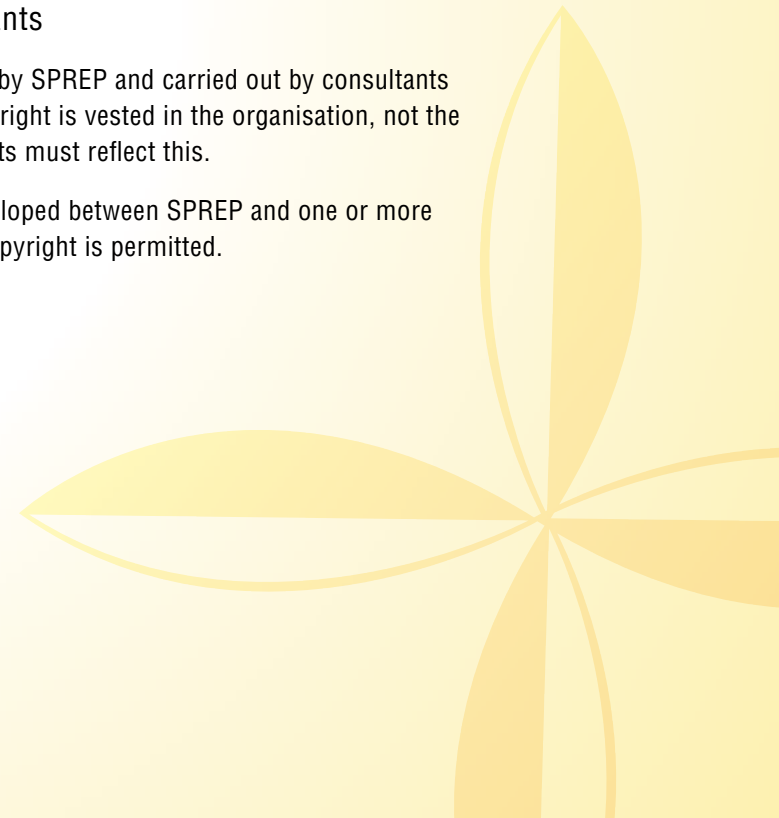 nts
by SPREP and carried out by consultants
right is vested in the organisation, not the
ts must reflect this.
loped between SPREP and one or more
pyright is permitted.